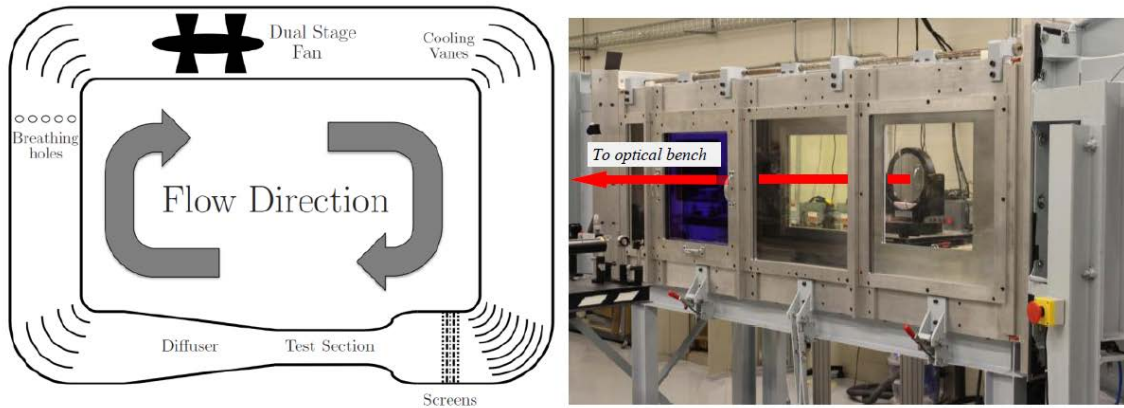 Dual Stage
Fan
Cooling
Vanes
Breathing
holes
Flow Direction
Diffuser
Test Section
Screens
To optical bench